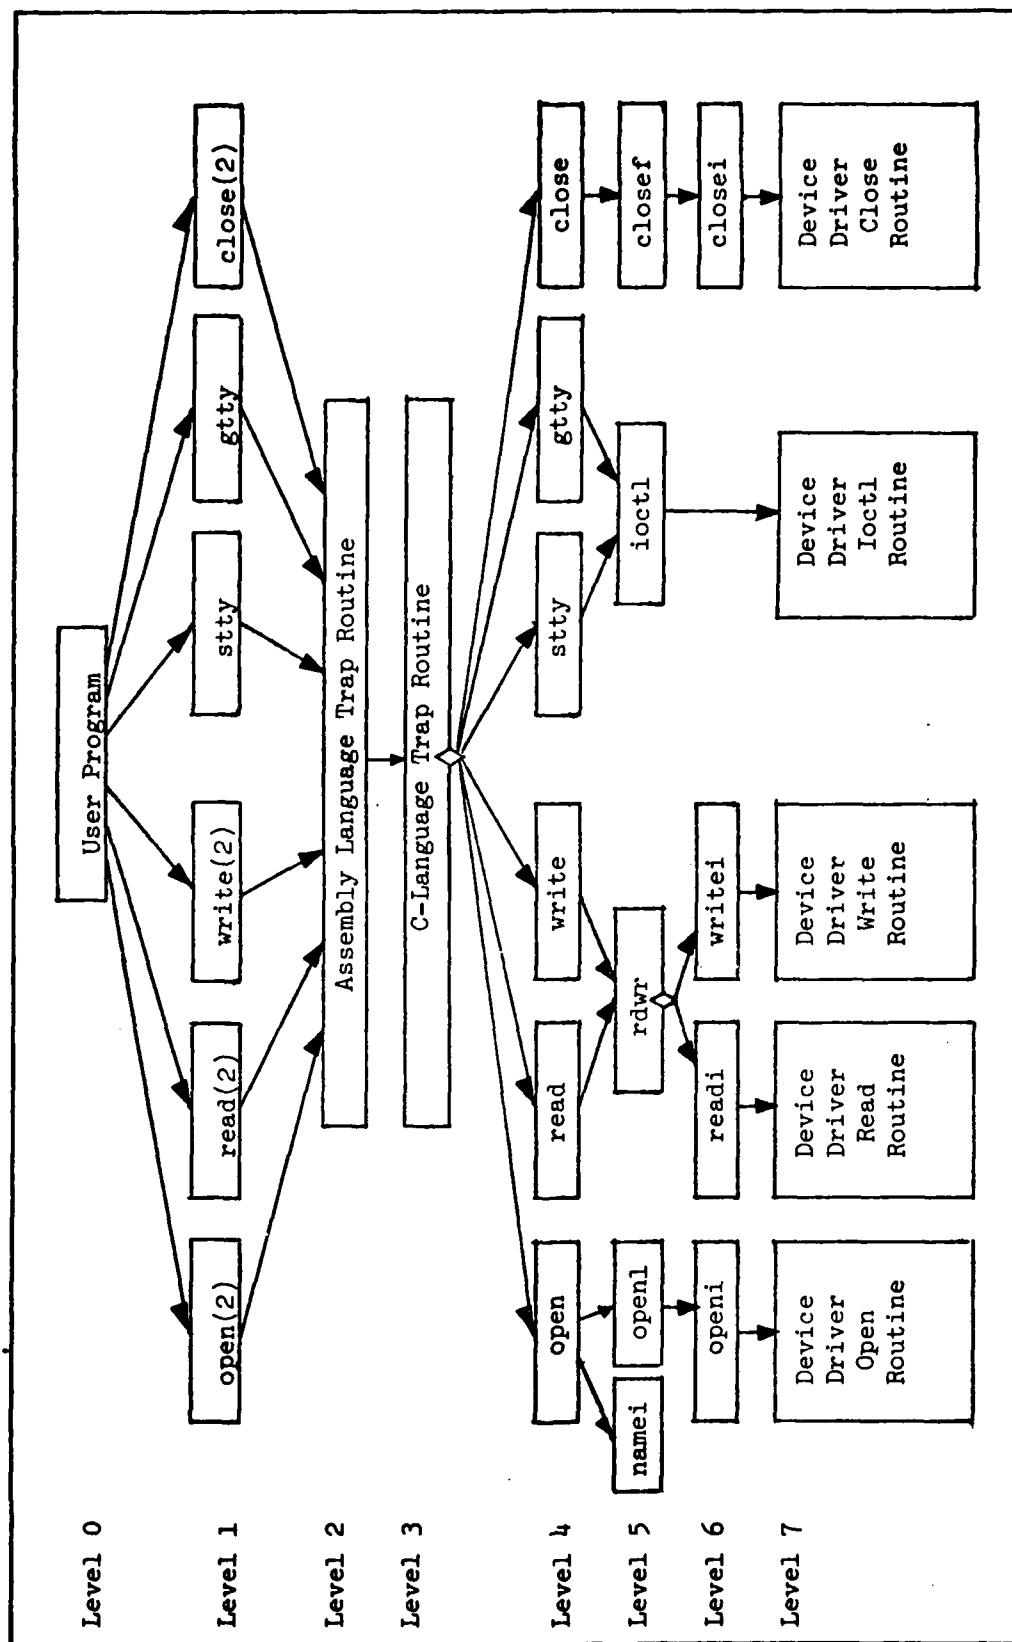 Level 0
User Program
Level 1
open(2)
read(2)
write(2)
stty
gtty
close(2)
Level 2
Assembly Language Trap Routine
Level 3
C-Language Trap Routine
Level 4
open
read
write
stty
gtty
close
Level 5
namei
openl
rdwr
ioctl
closef
Level 6
openi
readi
writei
closei
Level 7
Device
Driver
Open
Routine
Device
Driver
Read
Routine
Device
Driver
Write
Routine
Device
Driver
Ioctl
Routine
Device
Driver
Close
Routine